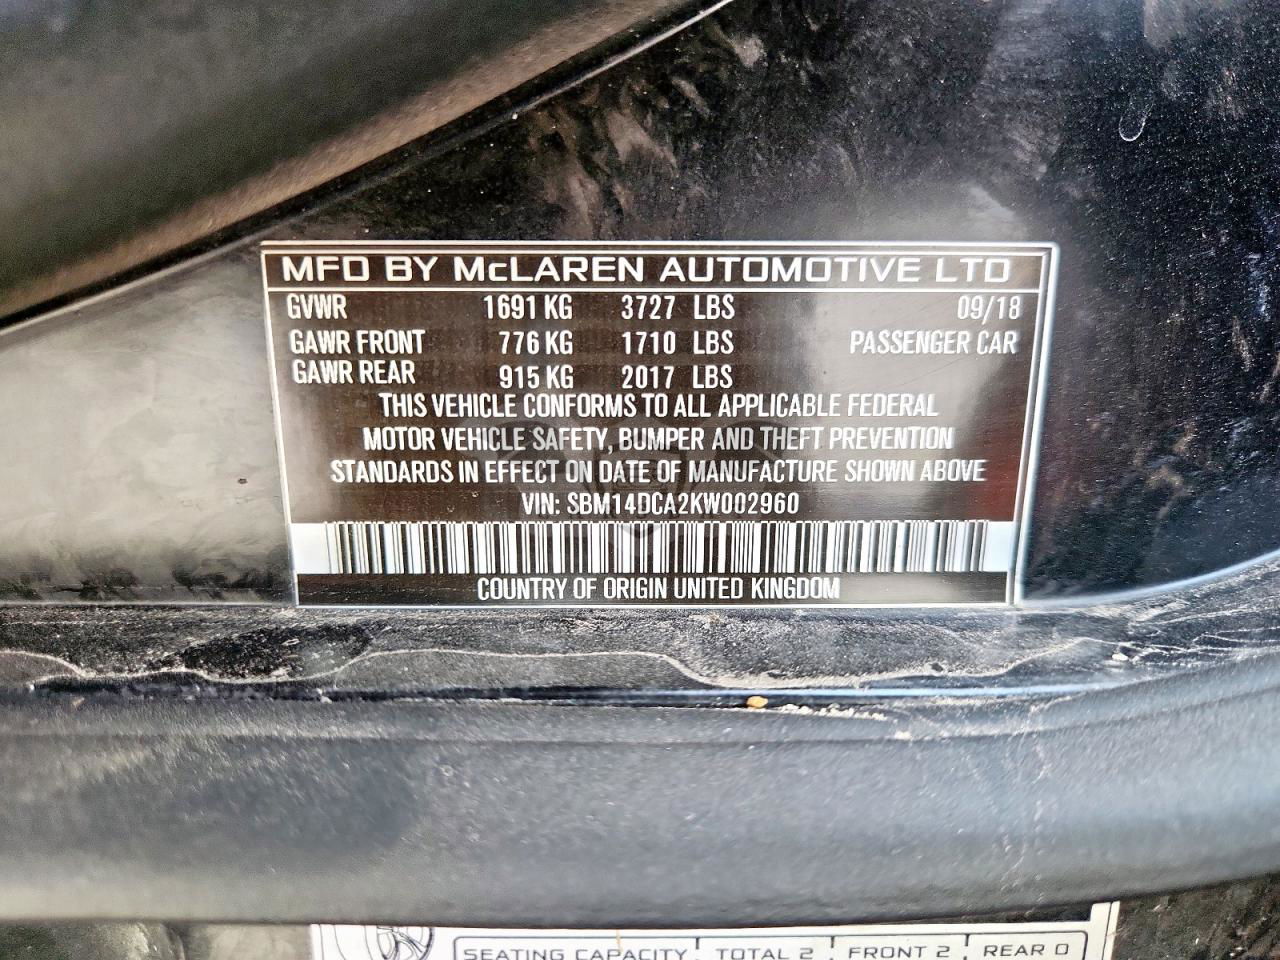 MFD BY McLAREN AUTOMOTIVE LTD
GVWR 1691 KG 3727 LBS 09/18
GAWR FRONT 776 KG 1710 LBS PASSENGER CAR
GAWR REAR 915 KG 2017 LBS
THIS VEHICLE CONFORMS TO ALL APPLICABLE FEDERAL
MOTOR VEHICLE SAFETY, BUMPER AND THEFT PREVENTION
STANDARDS IN EFFECT ON DATE OF MANUFACTURE SHOWN ABOVE
VIN: SBM14DCA2KW002960
COUNTRY OF ORIGIN UNITED KINGDOM
SEATING CAPACITY TOTAL 2 FRONT 2 REAR 0